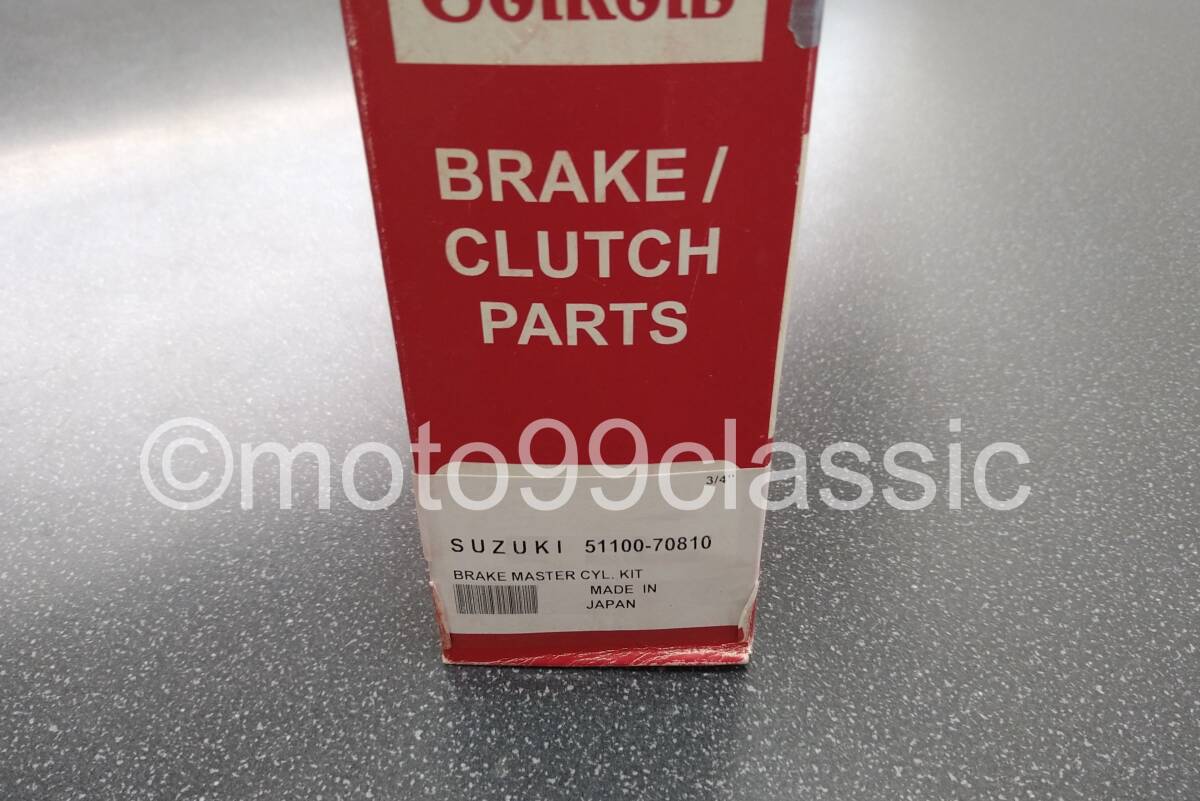 BRAKE /
CLUTCH
PARTS
©moto99classic
3/4"
SUZUKI 51100-70810
BRAKE MASTER CYL. KIT
MADE IN
JAPAN